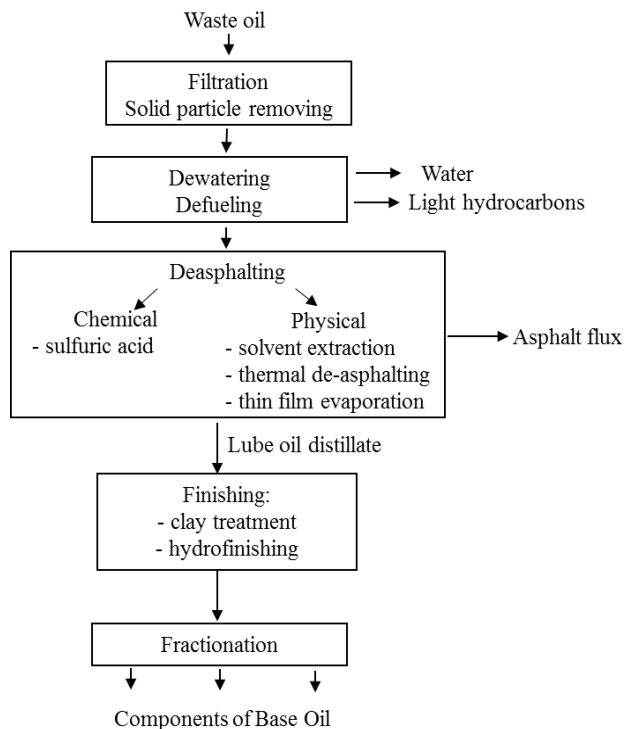 Waste oil
Filtration
Solid particle removing
Dewatering
Defueling
Water
Light hydrocarbons
Deasphalting
Chemical
- sulfuric acid
Physical
- solvent extraction
- thermal de-asphalting
- thin film evaporation
Asphalt flux
Lube oil distillate
Finishing:
- clay treatment
- hydrofinishing
Fractionation
Components of Base Oil